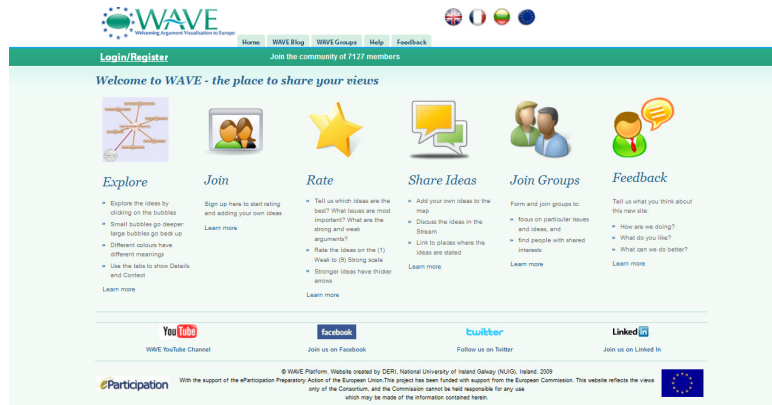 WAVE
Welcoming Argument Visualisation to Europe
Home WAVE Blog WAVE Groups Help Feedback
Login/Register Join the community of 7127 members
Welcome to WAVE - the place to share your views
Explore
» Explore the ideas by
clicking on the bubbles
» Small bubbles go deeper:
large bubbles go back up
» Different colours have
different meanings
» Use the tabs to show Details
and Context
Learn more
Join
Sign up here to start rating
and adding your own ideas
Learn more
Rate
» Tell us which ideas are the
best? What issues are most
important? What are the
strong and weak
arguments?
» Rate the ideas on the (1)
Weak to (9) Strong scale
» Stronger ideas have thicker
arrows
Learn more
Share Ideas
» Add your own ideas to the
map
» Discuss the ideas in the
Stream
» Link to places where the
ideas are stated
Learn more
Join Groups
Form and join groups to:
» focus on particular issues
and ideas, and
» find people with shared
interests
Learn more
Feedback
Tell us what you think about
this new site:
» How are we doing?
» What do you like?
» What can we do better?
Learn more
YouTube
WAVE YouTube Channel
facebook
Join us on Facebook
twitter
Follow us on Twitter
Linked in
Join us on Linked In
eParticipation
© WAVE Platform. Website created by DERI, National University of Ireland Galway (NUIG), Ireland. 2009
With the support of the eParticipation Preparatory Action of the European Union.This project has been funded with support from the European Commission. This website reflects the views
only of the Consortium, and the Commission cannot be held responsible for any use
which may be made of the information contained herein.